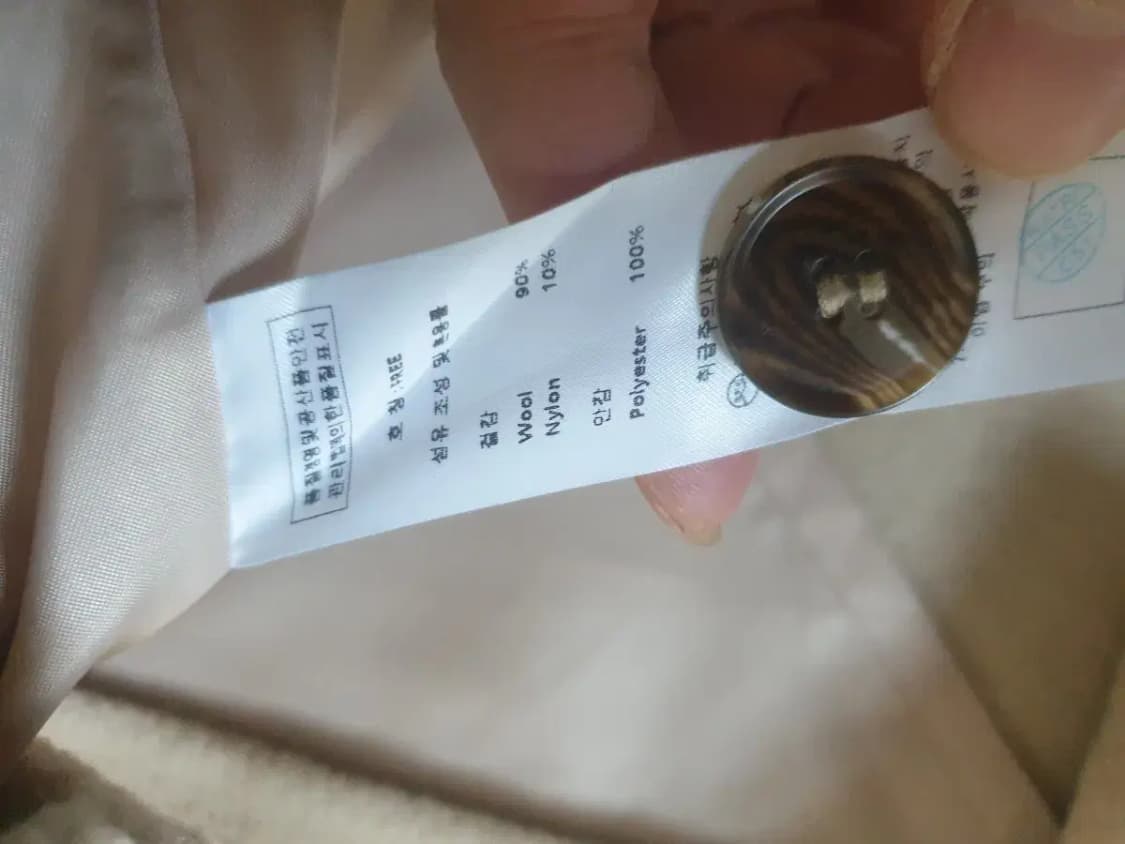 품질경영및 공산품안전
관리법에의한 품질표시
호 칭 :FREE
섬유 조성 및 혼용률
겉감
Wool 90%
Nylon 10%
안감
Polyester 100%
취급주의사항